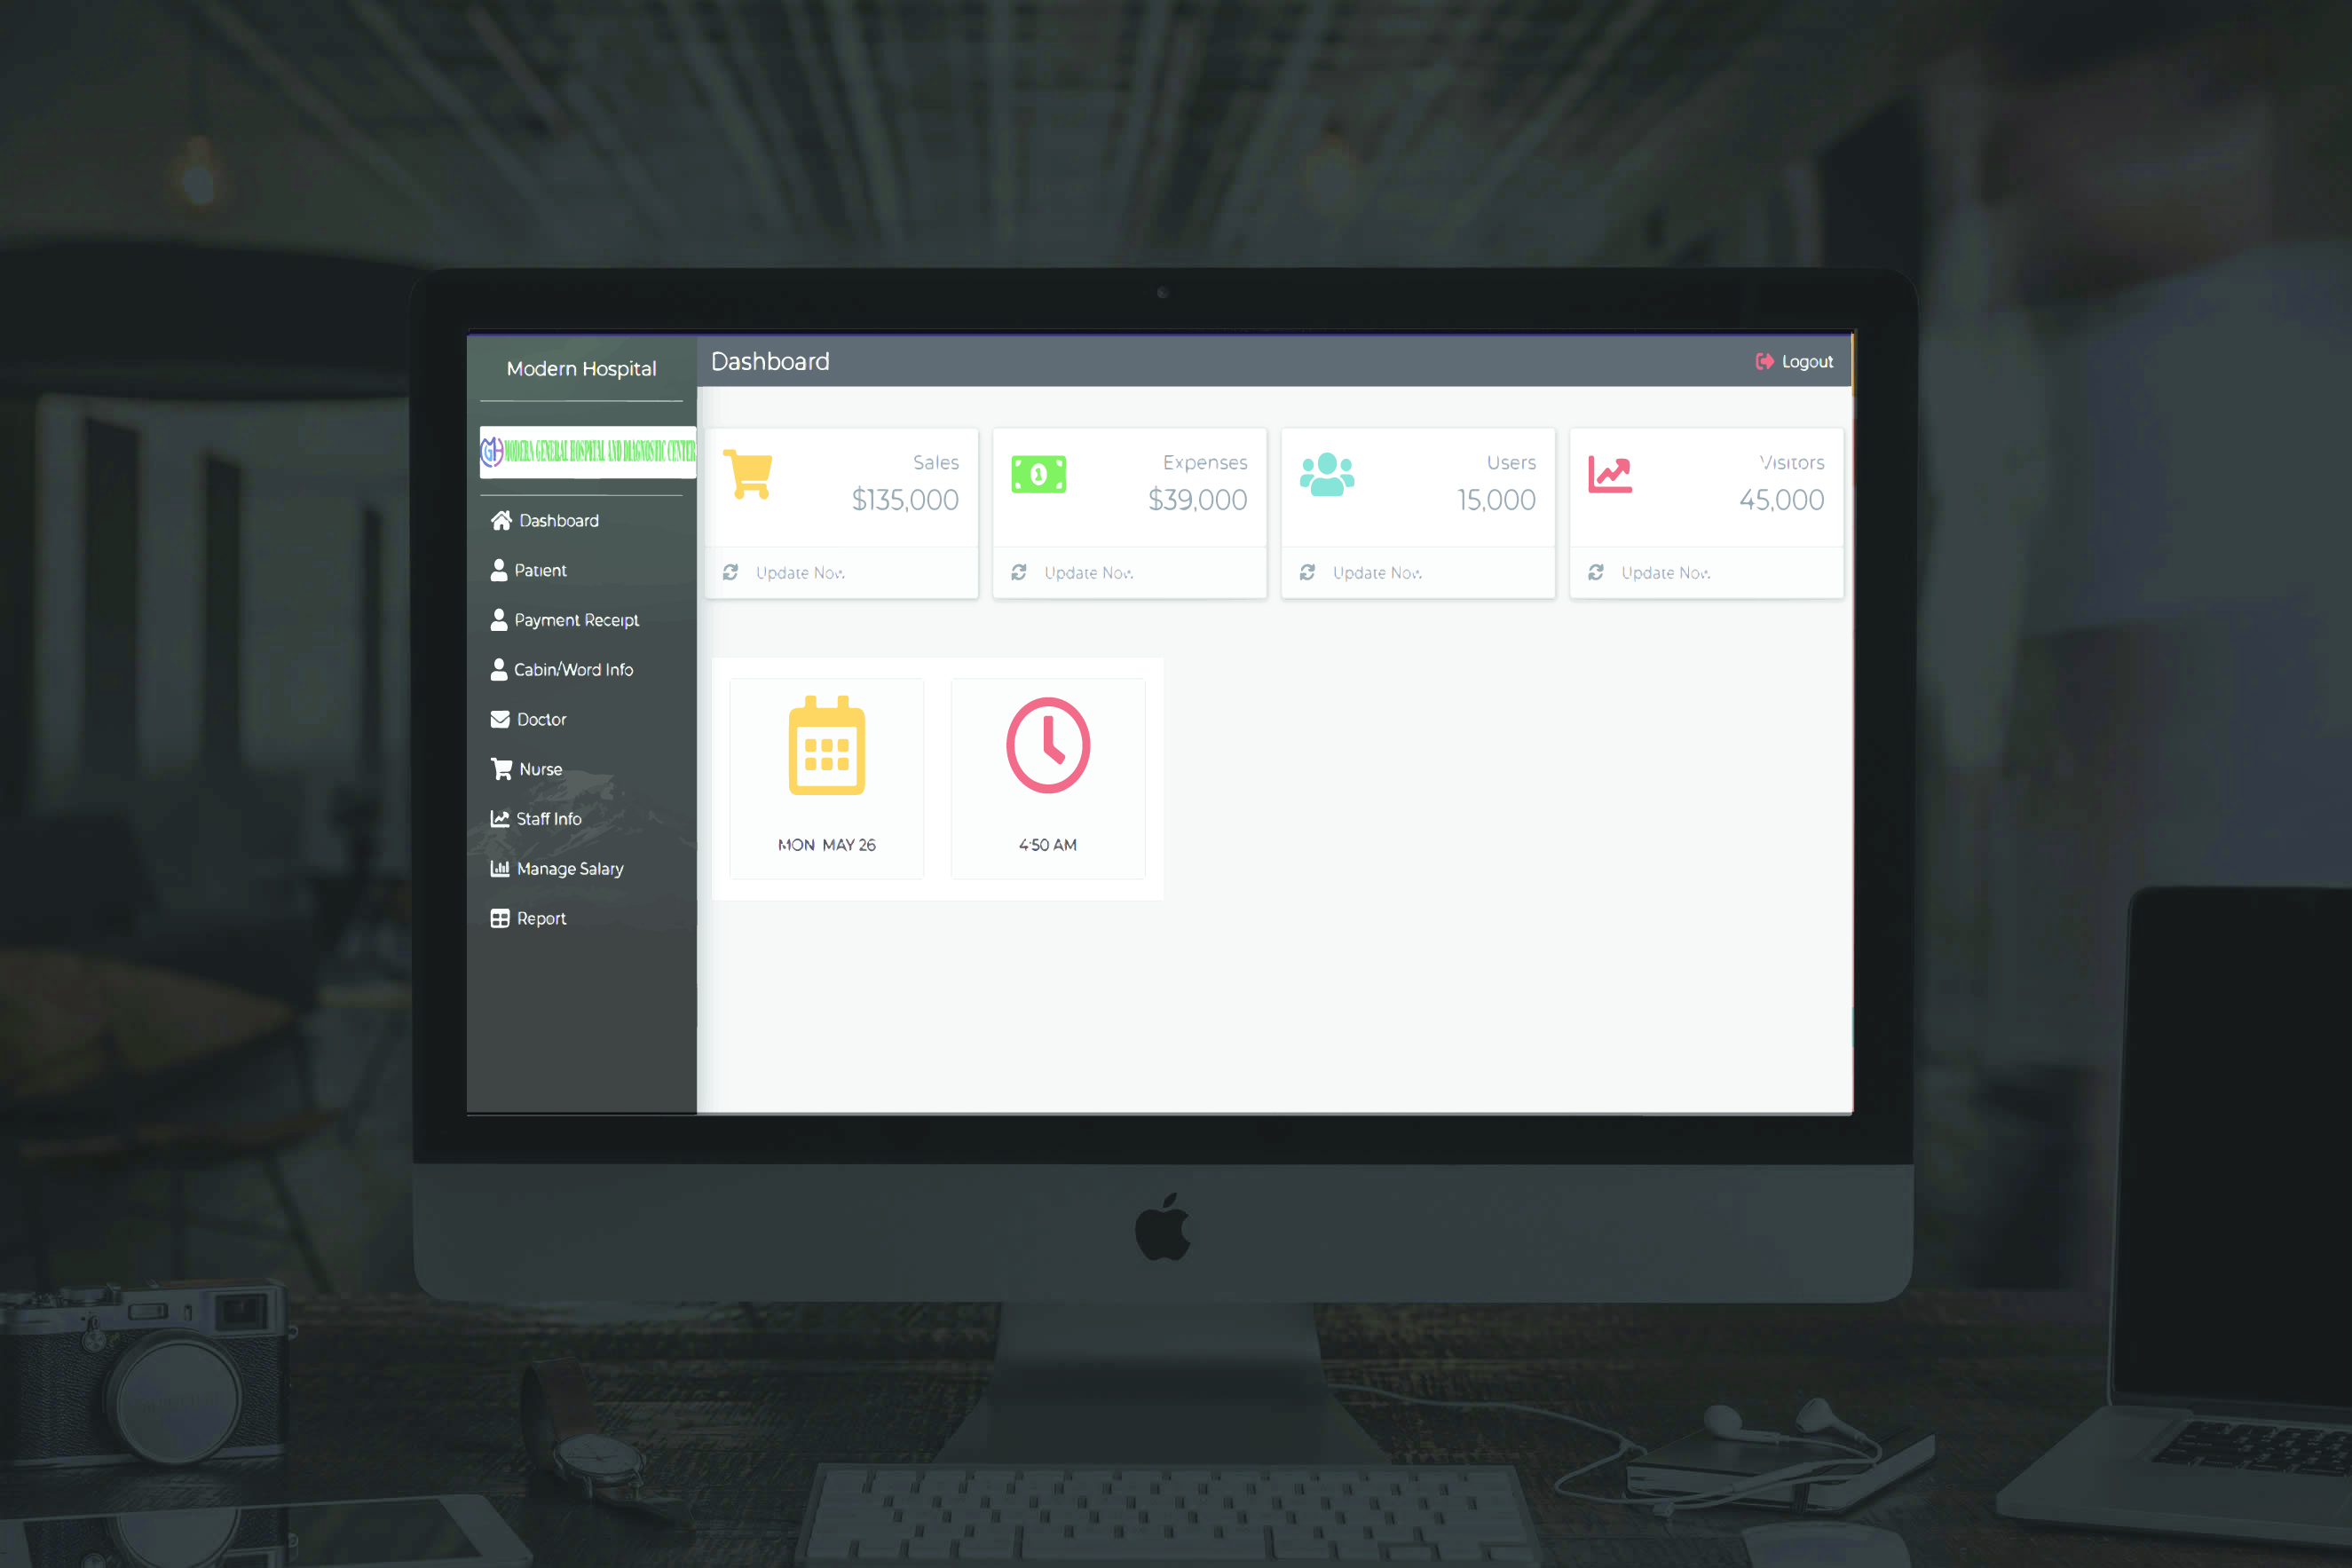 Modern Hospital
MODERN GENERAL HOSPITAL AND DIAGNOSTIC CENTER
Dashboard
Patient
Payment Receipt
Cabin/Word Info
Doctor
Nurse
Staff Info
Manage Salary
Report
Dashboard
Logout
Sales
$135,000
Update Now
Expenses
$39,000
Update Now
Users
15,000
Update Now
Visitors
45,000
Update Now
MON MAY 26
4:50 AM